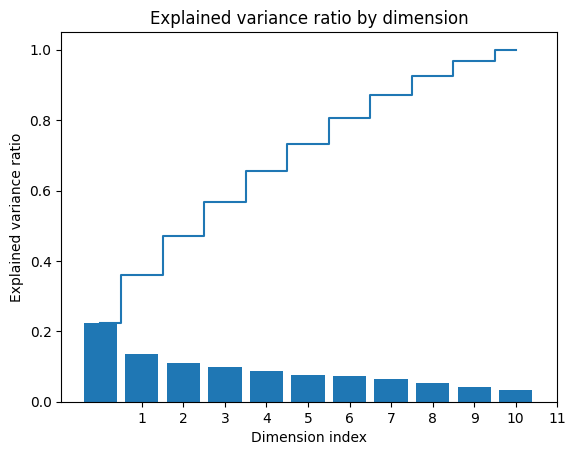 Explained variance ratio by dimension
1.0
0.8
0.6
0.4
0.2
0.0
Explained variance ratio
1 2 3 4 5 6 7 8 9 10 11
Dimension index